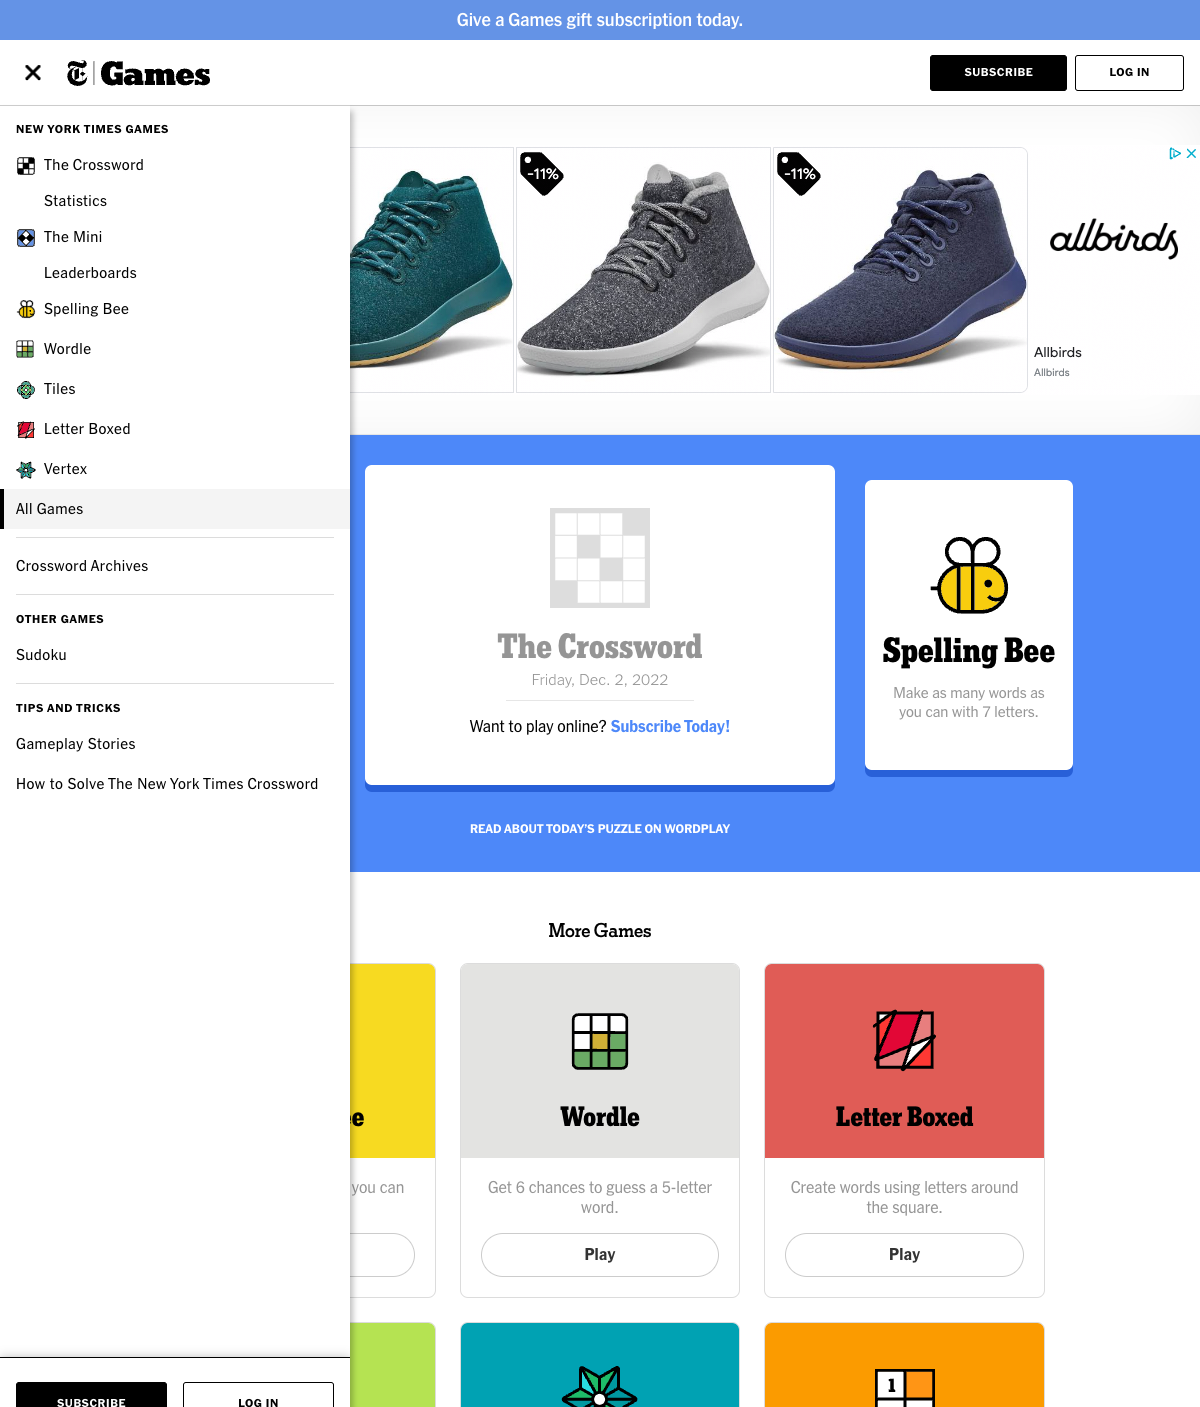 Give a Games gift subscription today.
Games
SUBSCRIBE
LOG IN
NEW YORK TIMES GAMES
The Crossword
Statistics
The Mini
Leaderboards
Spelling Bee
Wordle
Tiles
Letter Boxed
Vertex
All Games
Crossword Archives
OTHER GAMES
Sudoku
TIPS AND TRICKS
Gameplay Stories
How to Solve The New York Times Crossword
SUBSCRIBE
LOG IN
-11%
-11%
allbirds
Allbirds
Allbirds
The Crossword
Friday, Dec. 2, 2022
Want to play online? Subscribe Today!
READ ABOUT TODAY'S PUZZLE ON WORDPLAY
Spelling Bee
Make as many words as
you can with 7 letters.
More Games
you can
Wordle
Get 6 chances to guess a 5-letter
word.
Play
Letter Boxed
Create words using letters around
the square.
Play
1